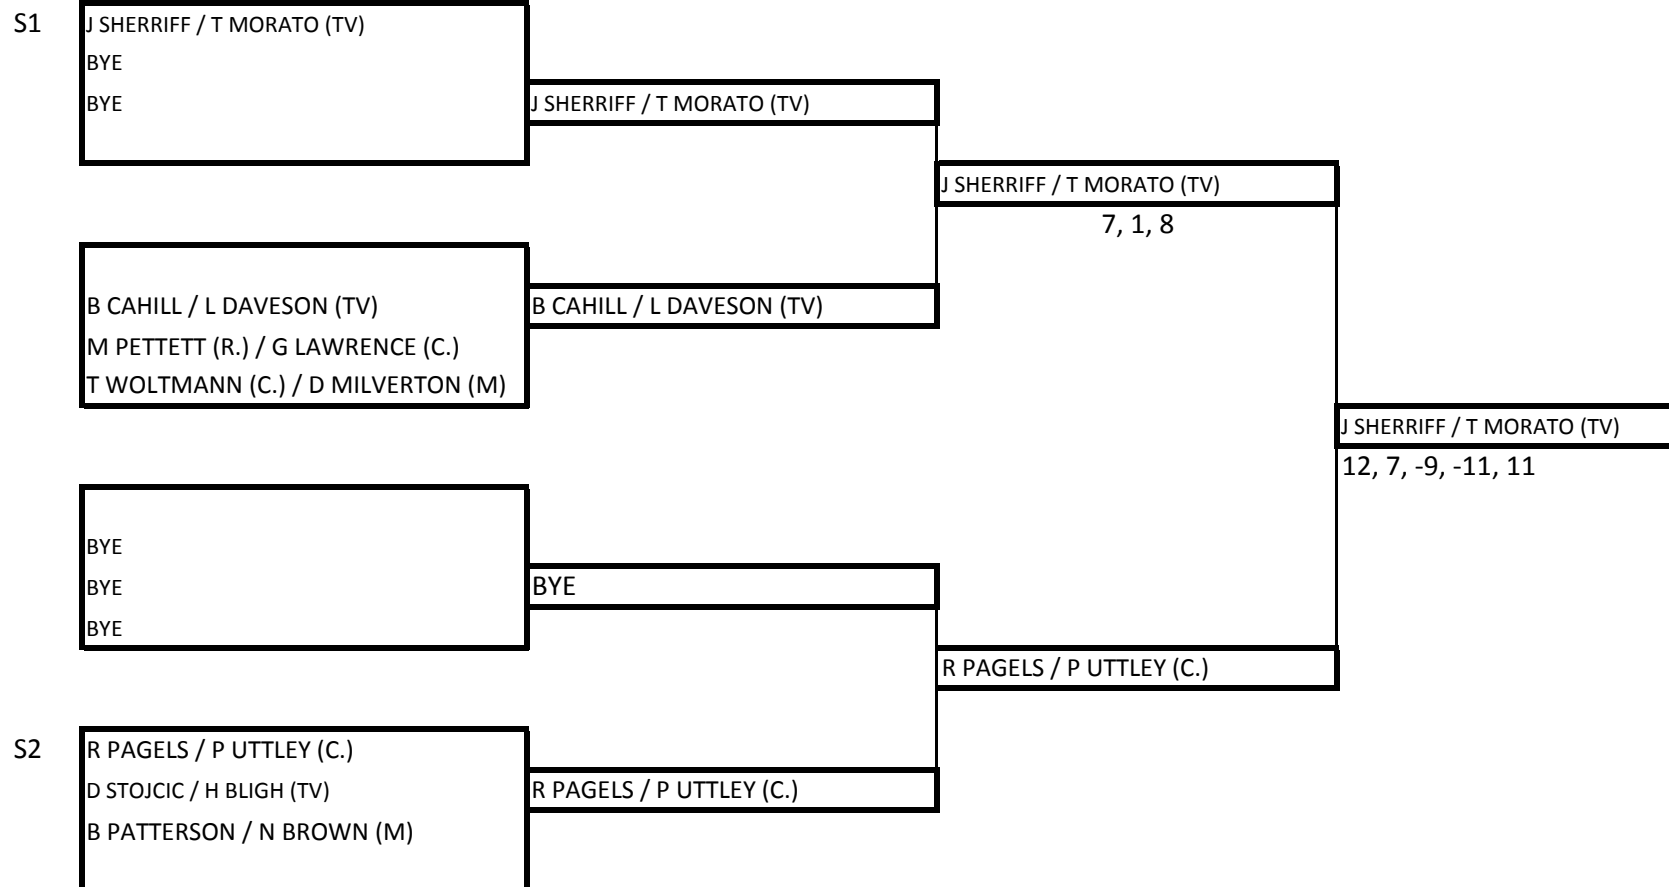 S1
J SHERRIFF / T MORATO (TV)
BYE
BYE
J SHERRIFF / T MORATO (TV)
J SHERRIFF / T MORATO (TV)
7, 1, 8
B CAHILL / L DAVESON (TV)
B CAHILL / L DAVESON (TV)
M PETTETT (R.) / G LAWRENCE (C.)
T WOLTMANN (C.) / D MILVERTON (M)
J SHERRIFF / T MORATO (TV)
12, 7, -9, -11, 11
BYE
BYE
BYE
BYE
R PAGELS / P UTTLEY (C.)
S2
R PAGELS / P UTTLEY (C.)
D STOJCIC / H BLIGH (TV)
R PAGELS / P UTTLEY (C.)
B PATTERSON / N BROWN (M)